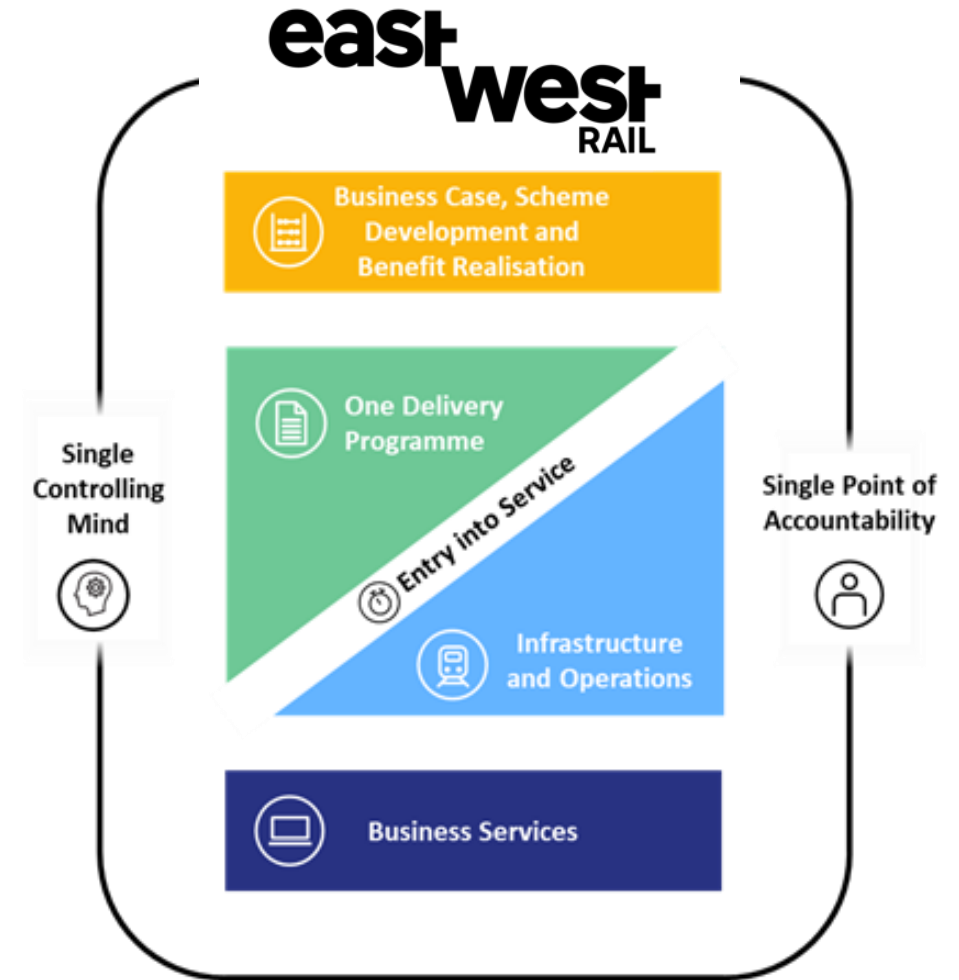 east
west
RAIL
Business Case, Scheme
Development and
Benefit Realisation
One Delivery
Programme
Single
Controlling
Mind
Entry into Service
Single Point of
Accountability
Infrastructure
and Operations
Business Services